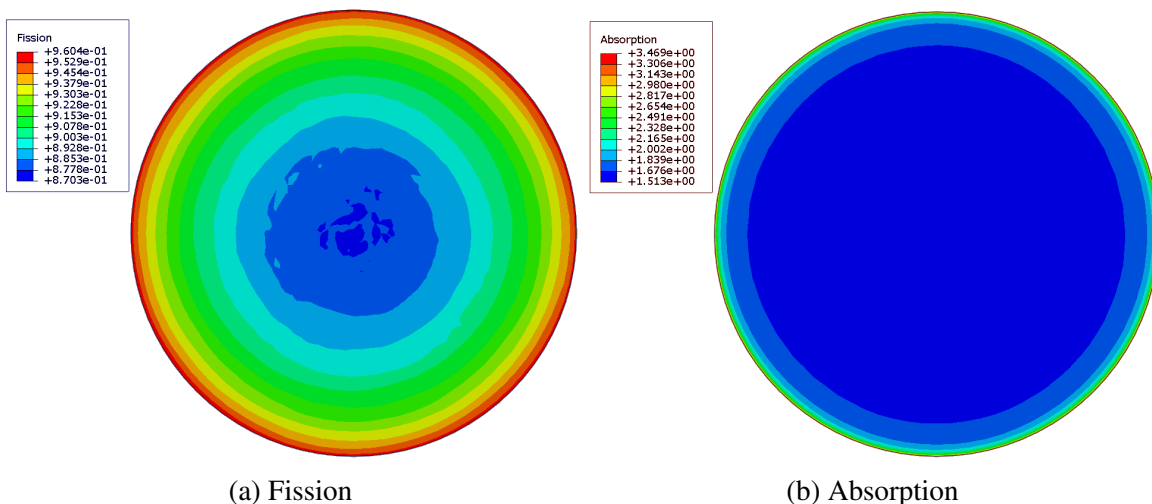 Fission
+9.604e-01
+9.529e-01
+9.454e-01
+9.379e-01
+9.303e-01
+9.228e-01
+9.153e-01
+9.078e-01
+9.003e-01
+8.928e-01
+8.853e-01
+8.778e-01
+8.703e-01
Absorption
+3.469e+00
+3.306e+00
+3.143e+00
+2.980e+00
+2.817e+00
+2.654e+00
+2.491e+00
+2.328e+00
+2.165e+00
+2.002e+00
+1.839e+00
+1.676e+00
+1.513e+00
(a) Fission
(b) Absorption